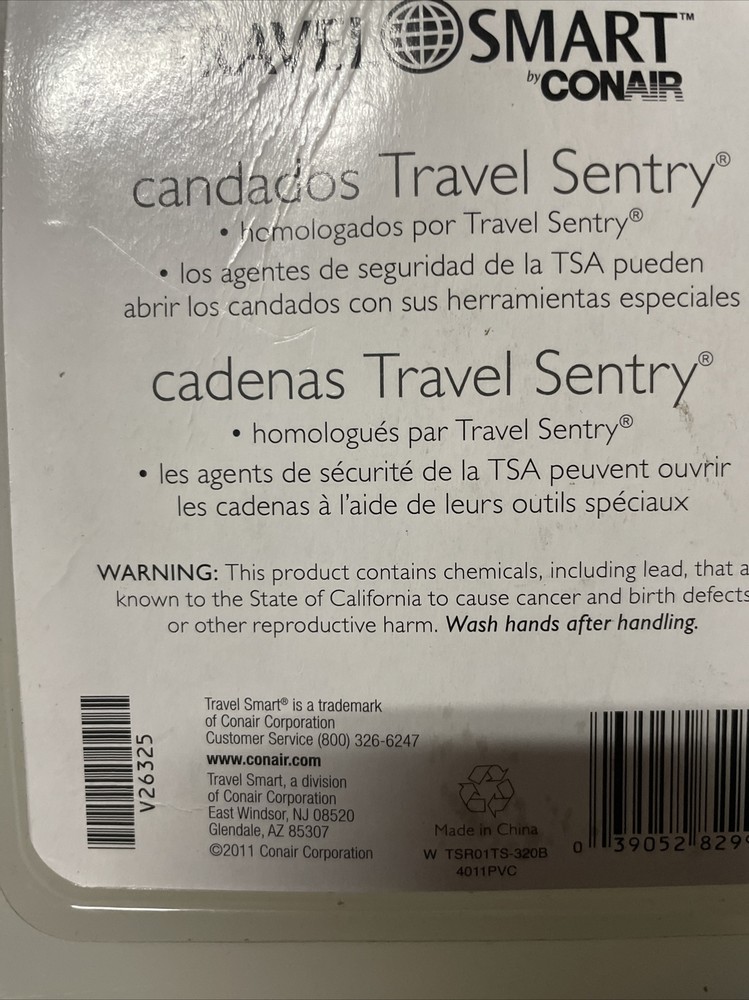 TRAVEL SMART™
by CONAIR
candados Travel Sentry®
• homologados por Travel Sentry®
• los agentes de seguridad de la TSA pueden
abrir los candados con sus herramientas especiales
cadenas Travel Sentry®
• homologués par Travel Sentry®
• les agents de sécurité de la TSA peuvent ouvrir
les cadenas à l'aide de leurs outils spéciaux
WARNING: This product contains chemicals, including lead, that a
known to the State of California to cause cancer and birth defects
or other reproductive harm. Wash hands after handling.
V26325
Travel Smart® is a trademark
of Conair Corporation
Customer Service (800) 326-6247
www.conair.com
Travel Smart, a division
of Conair Corporation
East Windsor, NJ 08520
Glendale, AZ 85307
©2011 Conair Corporation
Made in China
W TSR01TS-320B
4011PVC
0 39052 829